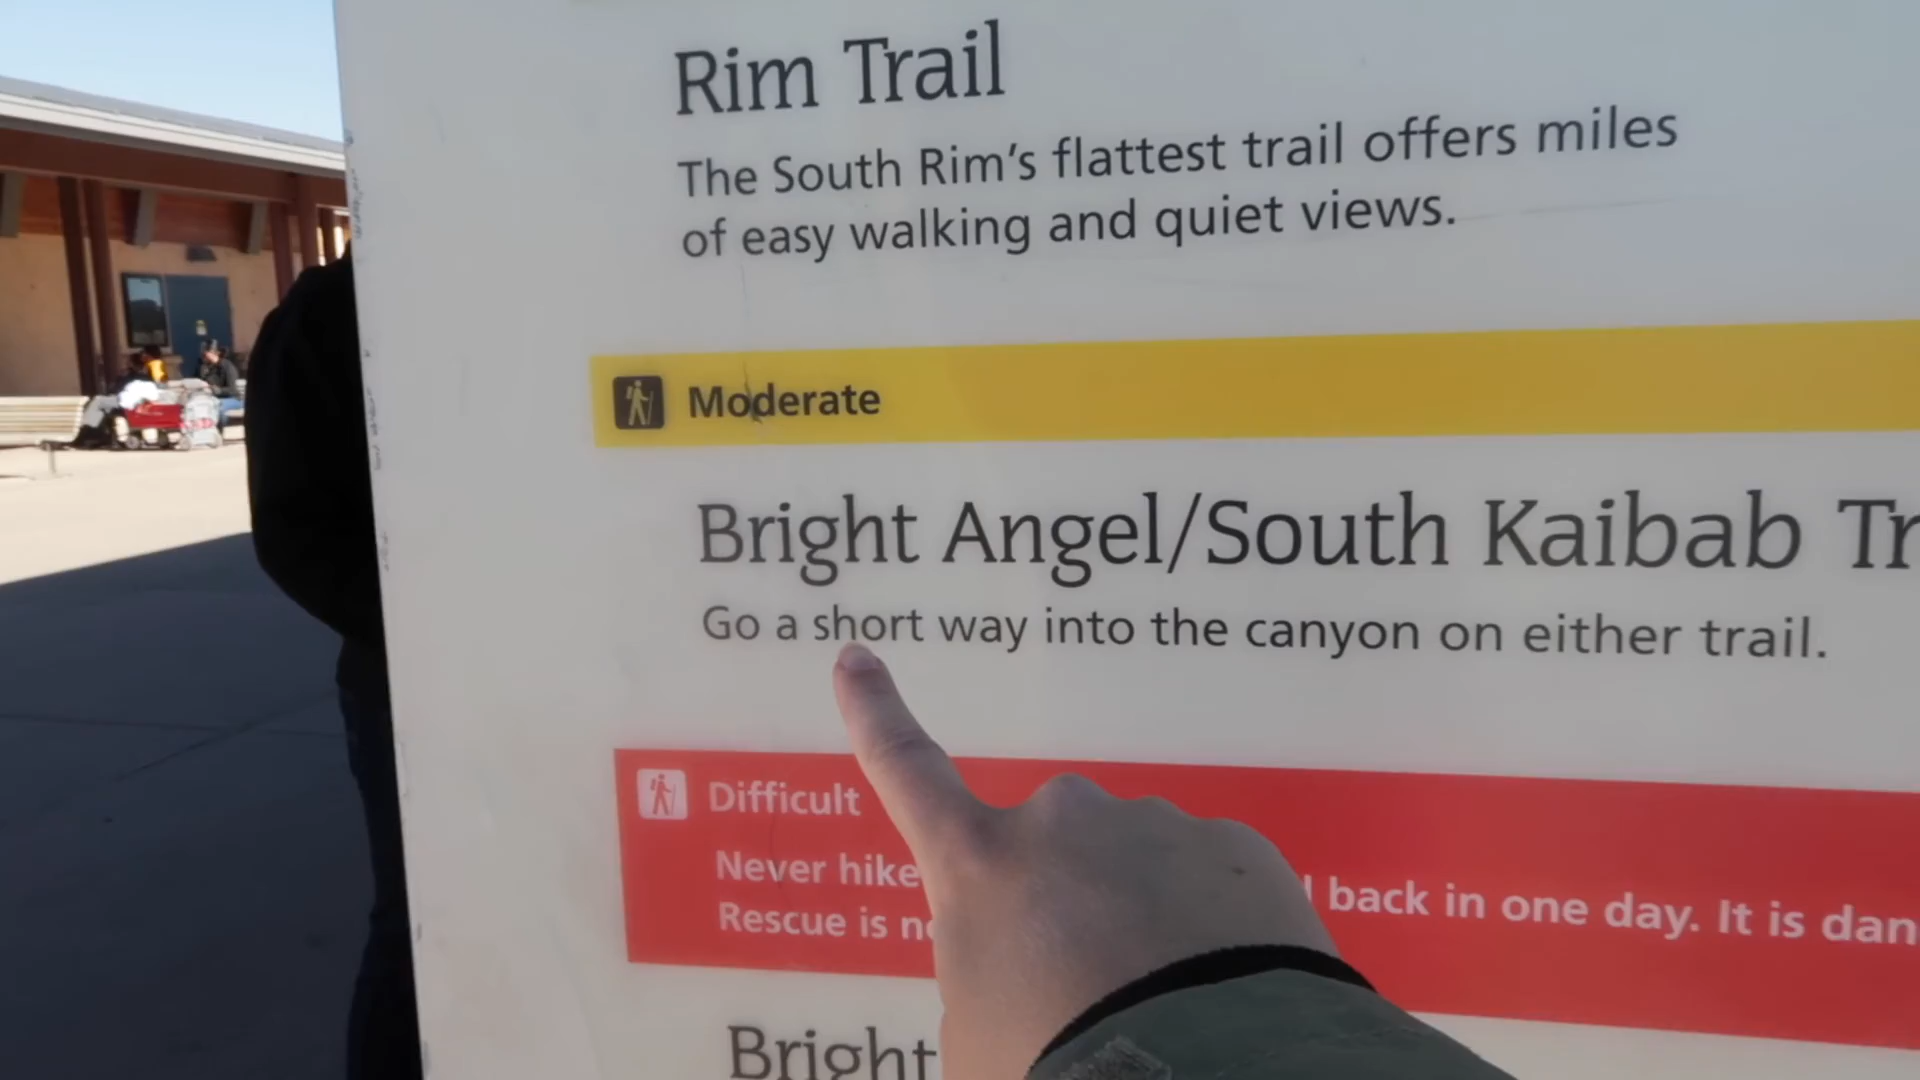 Rim Trail
The South Rim's flattest trail offers miles
of easy walking and quiet views.
Moderate
Bright Angel/South Kaibab
Go a short way into the canyon on either trail.
Difficult
Never hike back in one day. It is
Rescue is
Bright